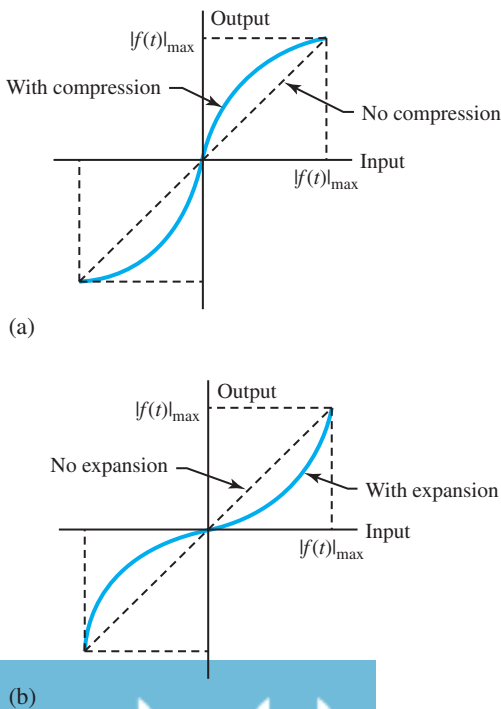 Output
|f(t)|max
With compression
No compression
Input
|f(t)|max
(a)
Output
|f(t)|max
No expansion
With expansion
Input
|f(t)|max
(b)